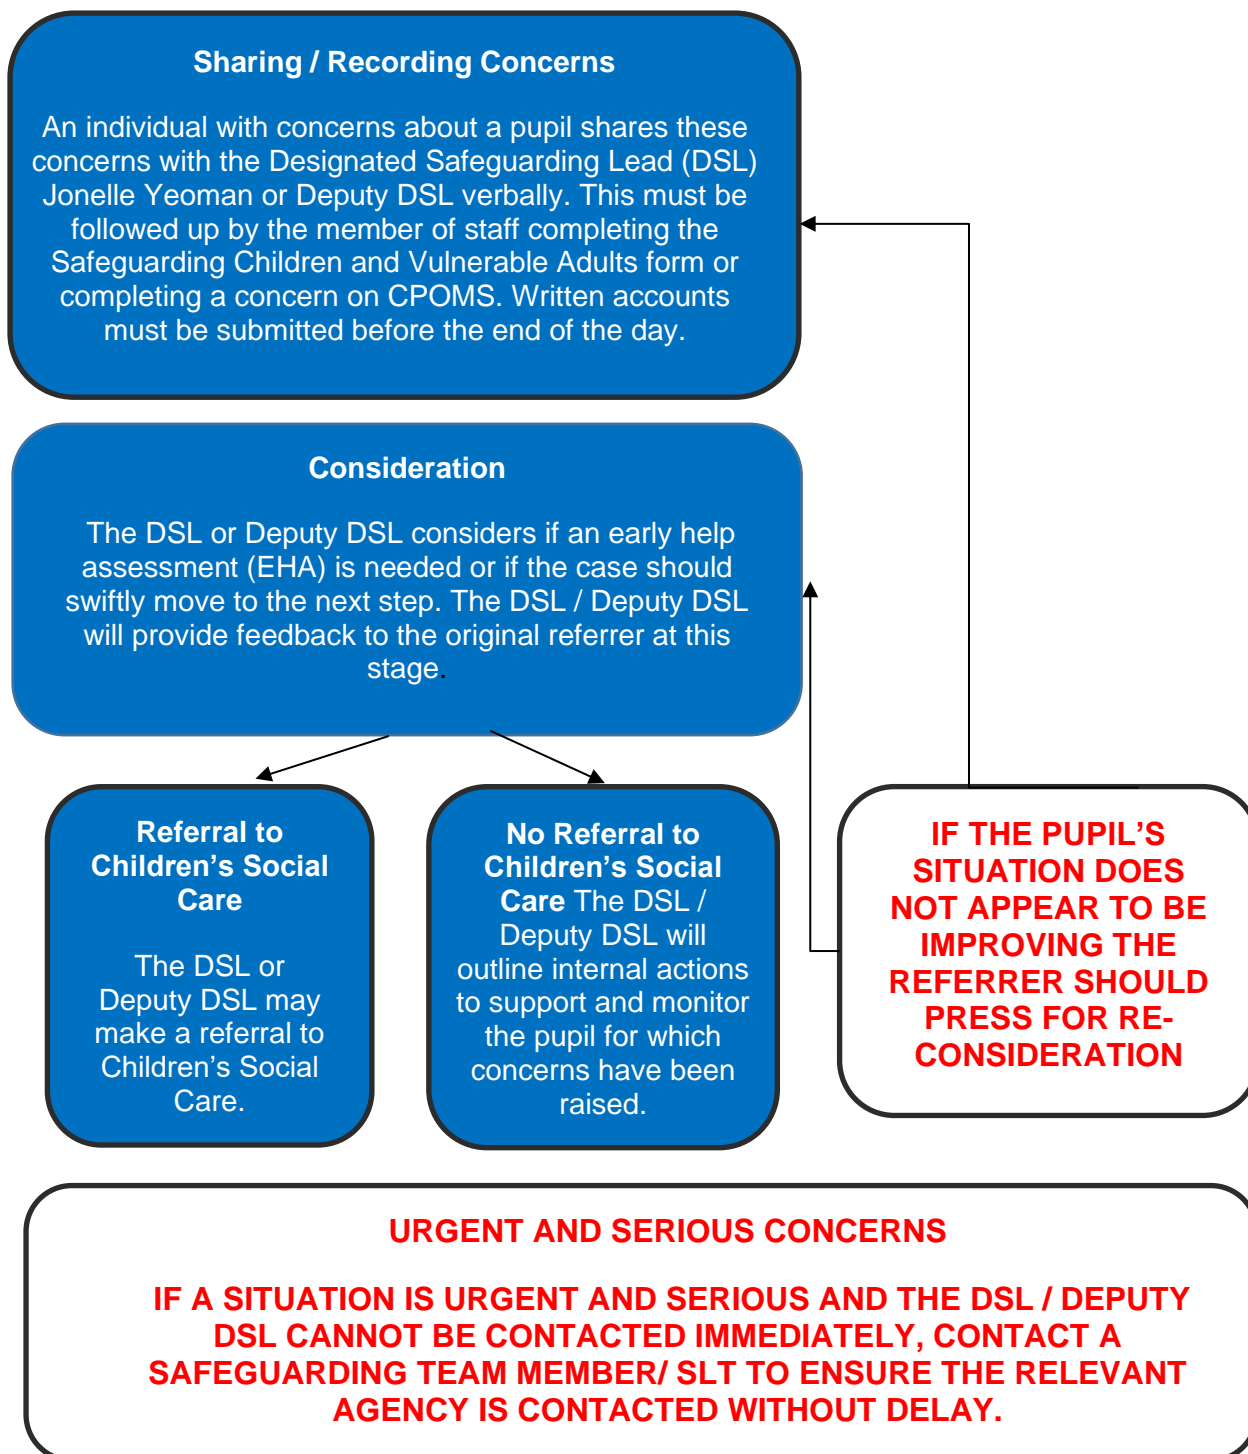 Sharing / Recording Concerns
An individual with concerns about a pupil shares these
concerns with the Designated Safeguarding Lead (DSL)
Jonelle Yeoman or Deputy DSL verbally. This must be
followed up by the member of staff completing the
Safeguarding Children and Vulnerable Adults form or
completing a concern on CPOMS. Written accounts
must be submitted before the end of the day.
Consideration
The DSL or Deputy DSL considers if an early help
assessment (EHA) is needed or if the case should
swiftly move to the next step. The DSL / Deputy DSL
will provide feedback to the original referrer at this
stage.
Referral to
Children’s Social
Care
The DSL or
Deputy DSL may
make a referral to
Children’s Social
Care.
No Referral to
Children’s Social
Care The DSL /
Deputy DSL will
outline internal actions
to support and monitor
the pupil for which
concerns have been
raised.
IF THE PUPIL’S
SITUATION DOES
NOT APPEAR TO BE
IMPROVING THE
REFERRER SHOULD
PRESS FOR RE-
CONSIDERATION
URGENT AND SERIOUS CONCERNS
IF A SITUATION IS URGENT AND SERIOUS AND THE DSL / DEPUTY
DSL CANNOT BE CONTACTED IMMEDIATELY, CONTACT A
SAFEGUARDING TEAM MEMBER/ SLT TO ENSURE THE RELEVANT
AGENCY IS CONTACTED WITHOUT DELAY.